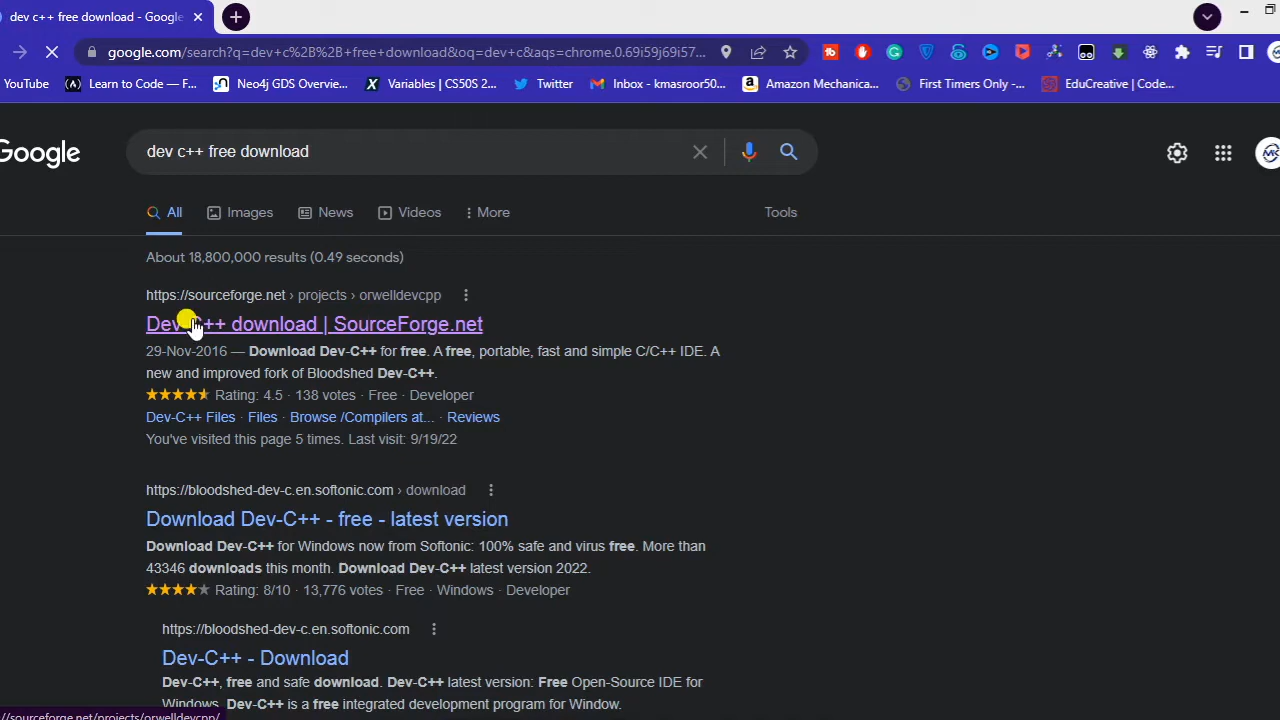 dev c++ free download - Google
google.com/search?q=dev+c%2B%2B+free+download&oq=dev+c&aqs=chrome.0.69i59j69i57...
YouTube Learn to Code — F... Neo4j GDS Overvie... Variables | CS50S 2... Twitter Inbox - kmasroor50... Amazon Mechanica... First Timers Only -... EduCreative | Code...
Google
dev c++ free download
All Images News Videos More Tools
About 18,800,000 results (0.49 seconds)
https://sourceforge.net › projects › orwelldevcpp
Dev-C++ download | SourceForge.net
29-Nov-2016 — Download Dev-C++ for free. A free, portable, fast and simple C/C++ IDE. A
new and improved fork of Bloodshed Dev-C++.
Rating: 4.5 · 138 votes · Free · Developer
Dev-C++ Files · Files · Browse /Compilers at... · Reviews
You've visited this page 5 times. Last visit: 9/19/22
https://bloodshed-dev-c.en.softonic.com › download
Download Dev-C++ - free - latest version
Download Dev-C++ for Windows now from Softonic: 100% safe and virus free. More than
43346 downloads this month. Download Dev-C++ latest version 2022.
Rating: 8/10 · 13,776 votes · Free · Windows · Developer
https://bloodshed-dev-c.en.softonic.com
Dev-C++ - Download
Dev-C++, free and safe download. Dev-C++ latest version: Free Open-Source IDE for
Windows. Dev-C++ is a free integrated development program for Window.
//sourceforge.net/projects/orwelldevcpp/